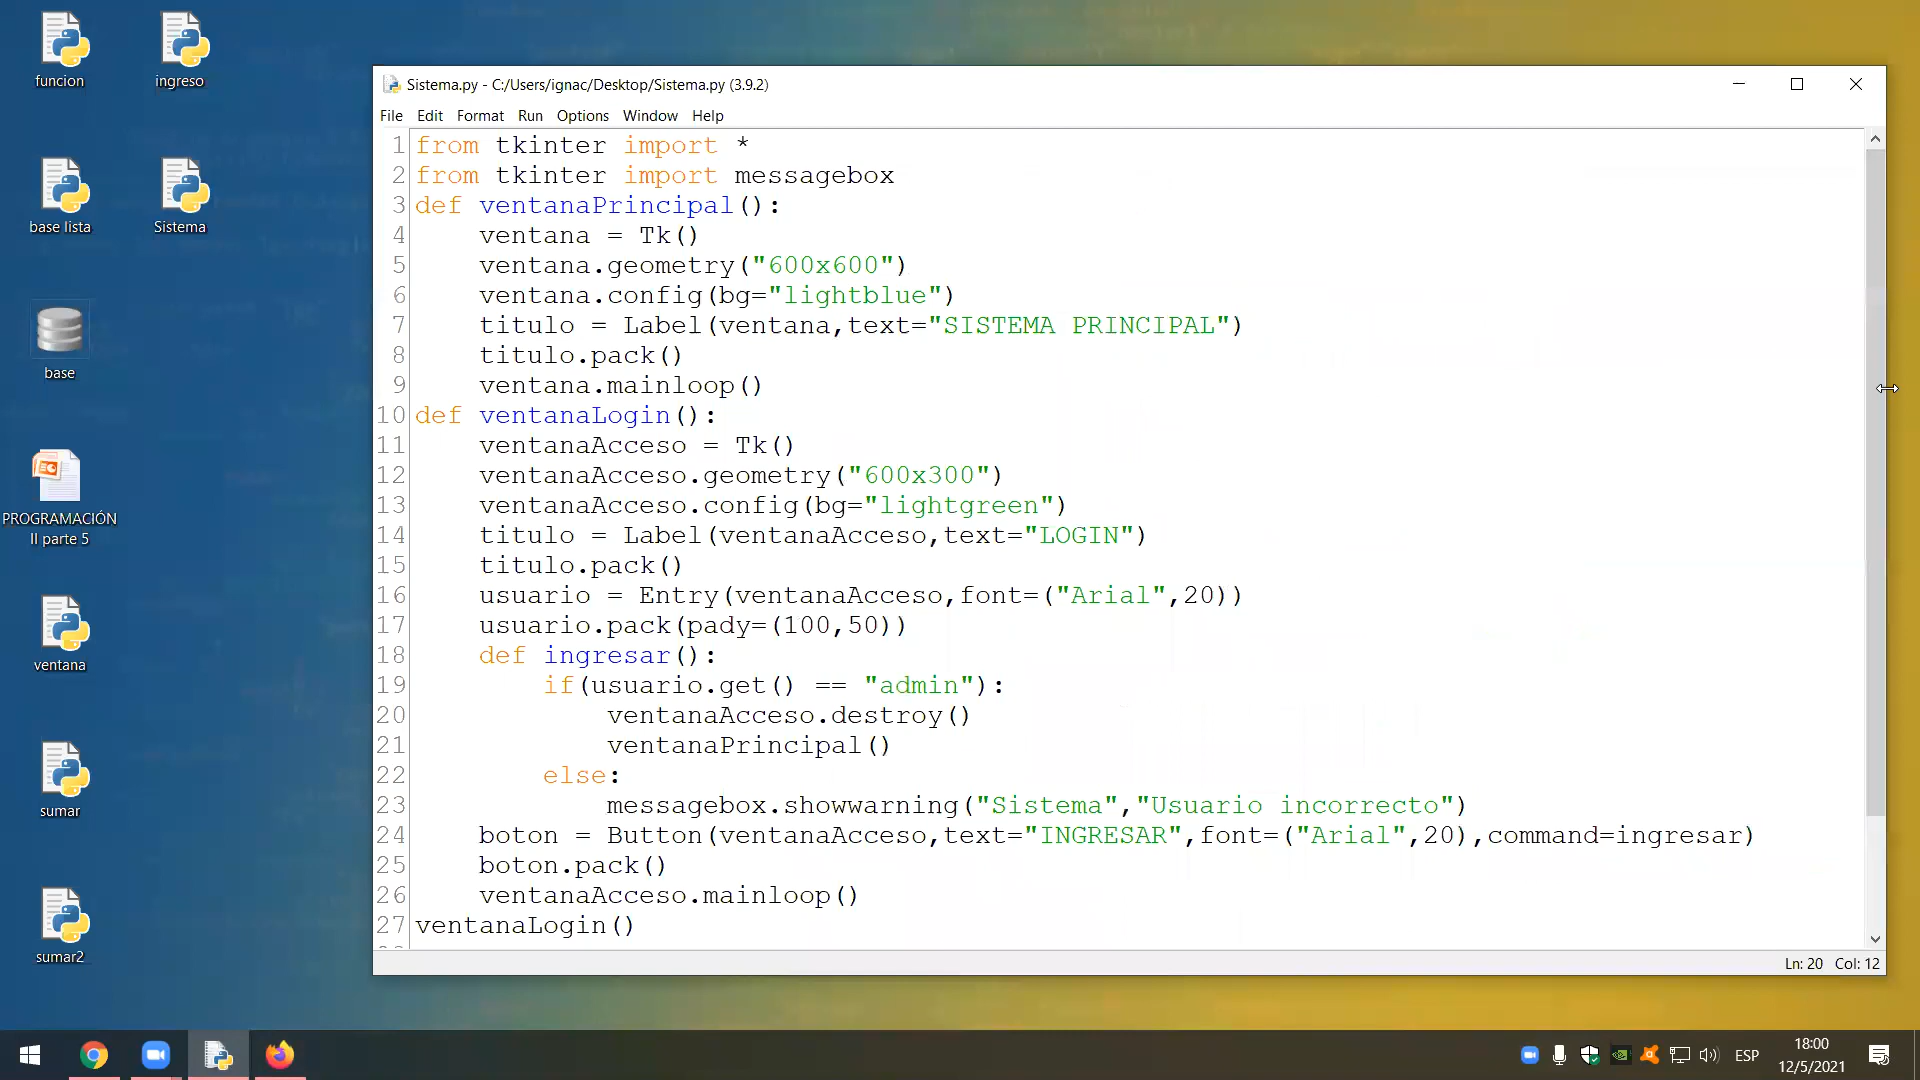 funcion
ingreso
base lista
Sistema
base
PROGRAMACIÓN
II parte 5
ventana
sumar
sumar2
Sistema.py - C:/Users/ignac/Desktop/Sistema.py (3.9.2)
File Edit Format Run Options Window Help
1 from tkinter import *
2 from tkinter import messagebox
3 def ventanaPrincipal():
4     ventana = Tk()
5     ventana.geometry("600x600")
6     ventana.config(bg="lightblue")
7     titulo = Label(ventana,text="SISTEMA PRINCIPAL")
8     titulo.pack()
9     ventana.mainloop()
10 def ventanaLogin():
11     ventanaAcceso = Tk()
12     ventanaAcceso.geometry("600x300")
13     ventanaAcceso.config(bg="lightgreen")
14     titulo = Label(ventanaAcceso,text="LOGIN")
15     titulo.pack()
16     usuario = Entry(ventanaAcceso,font=("Arial",20))
17     usuario.pack(pady=(100,50))
18     def ingresar():
19         if(usuario.get() == "admin"):
20             ventanaAcceso.destroy()
21             ventanaPrincipal()
22         else:
23             messagebox.showwarning("Sistema","Usuario incorrecto")
24     boton = Button(ventanaAcceso,text="INGRESAR",font=("Arial",20),command=ingresar)
25     boton.pack()
26     ventanaAcceso.mainloop()
27 ventanaLogin()
Ln: 20 Col: 12
ESP
18:00
12/5/2021